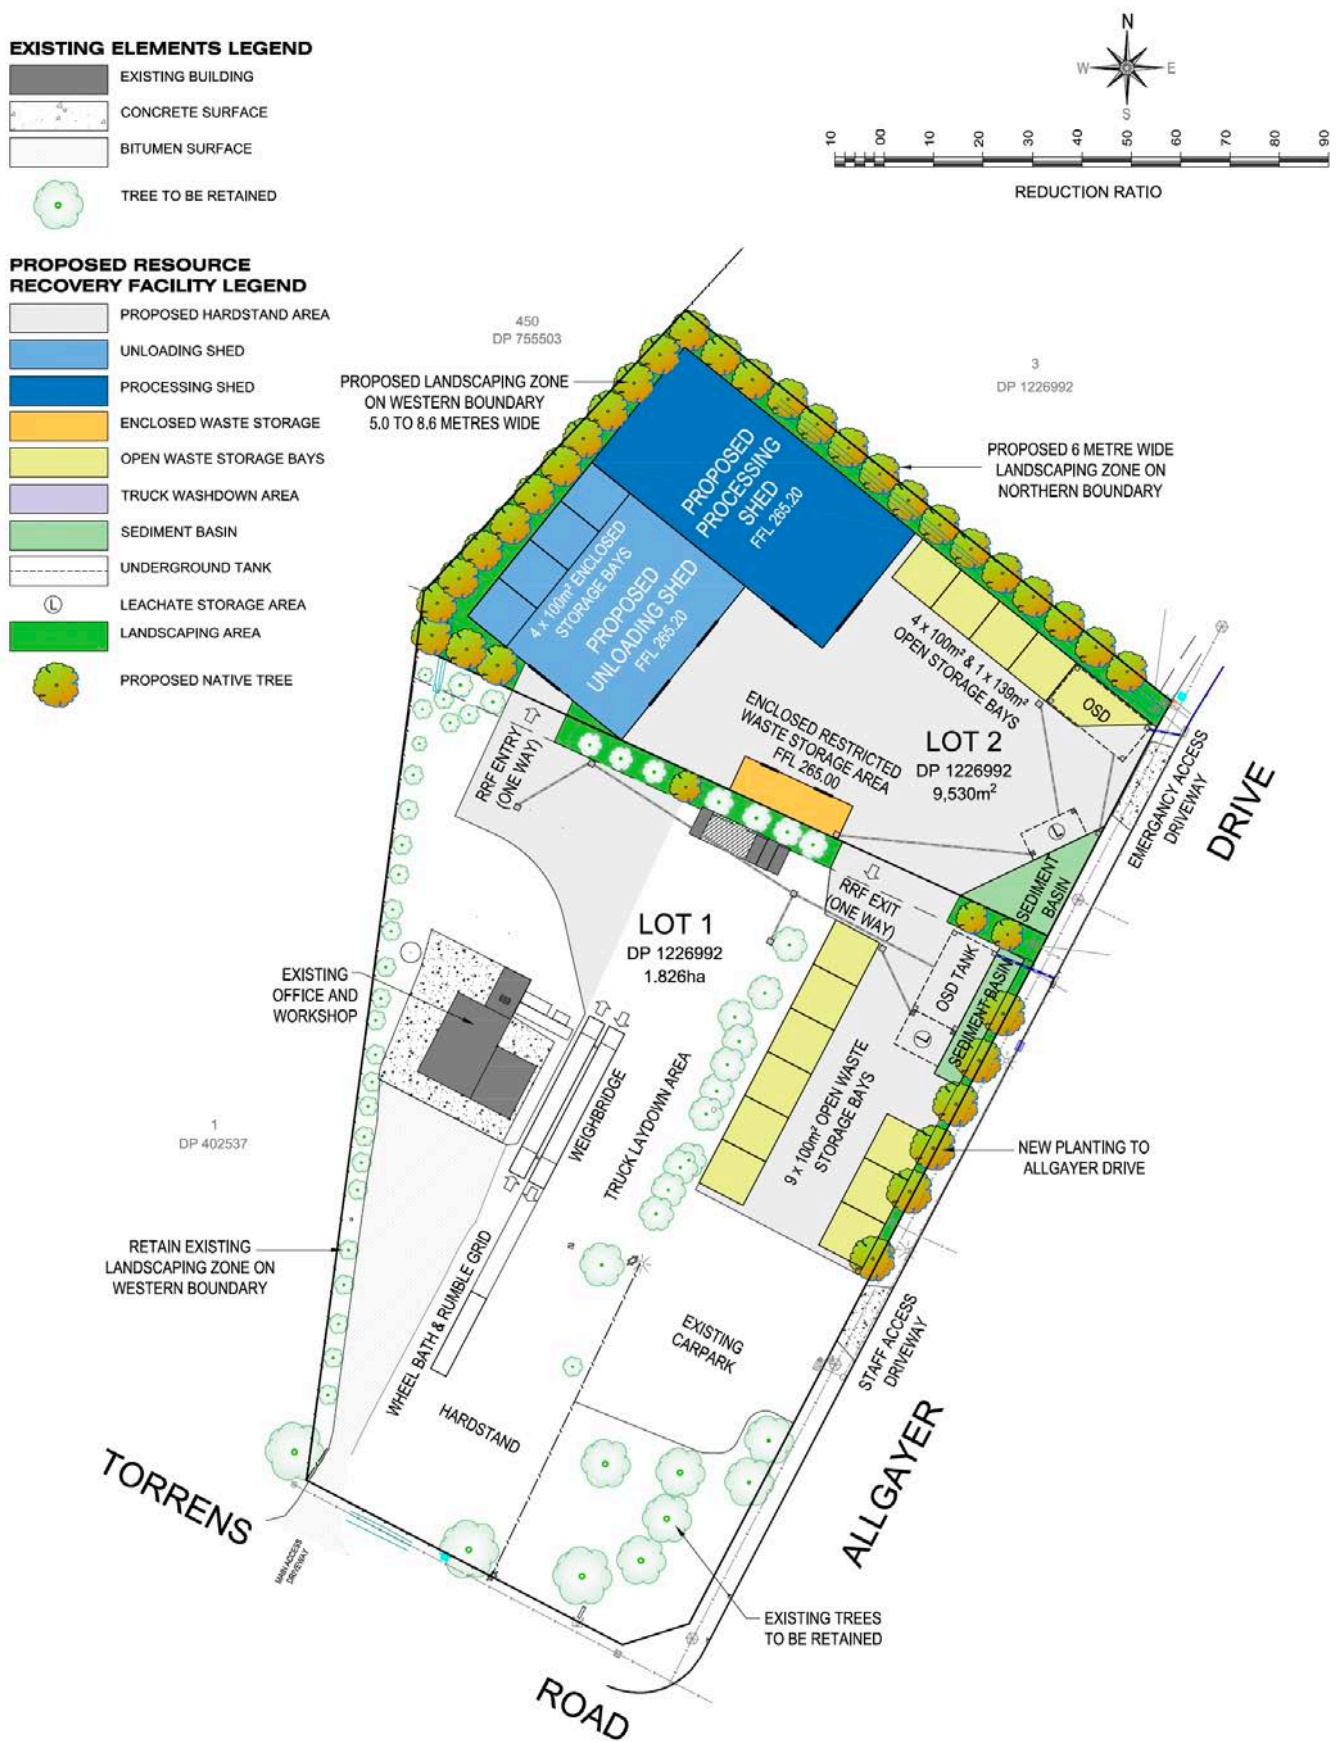 EXISTING ELEMENTS LEGEND
EXISTING BUILDING
CONCRETE SURFACE
BITUMEN SURFACE
TREE TO BE RETAINED
PROPOSED RESOURCE
RECOVERY FACILITY LEGEND
PROPOSED HARDSTAND AREA
UNLOADING SHED
PROCESSING SHED
ENCLOSED WASTE STORAGE
OPEN WASTE STORAGE BAYS
TRUCK WASHDOWN AREA
SEDIMENT BASIN
UNDERGROUND TANK
L
LEACHATE STORAGE AREA
LANDSCAPING AREA
PROPOSED NATIVE TREE
N
W
E
S
10
00
10
20
30
40
50
60
70
80
90
REDUCTION RATIO
450
DP 755503
3
DP 1226992
PROPOSED LANDSCAPING ZONE
ON WESTERN BOUNDARY
5.0 TO 8.6 METRES WIDE
PROPOSED 6 METRE WIDE
LANDSCAPING ZONE ON
NORTHERN BOUNDARY
PROPOSED
PROCESSING
SHED
FFL 265.20
4 x 100m² ENCLOSED
STORAGE BAYS
PROPOSED
UNLOADING SHED
FFL 265.20
4 x 100m² & 1 x 139m²
OPEN STORAGE BAYS
OSD
ENCLOSED RESTRICTED
WASTE STORAGE AREA
FFL 265.00
LOT 2
DP 1226992
9,530m²
EMERGANCY ACCESS
DRIVEWAY
DRIVE
RRF ENTRY
(ONE WAY)
L
SEDIMENT
BASIN
RRF EXIT
(ONE WAY)
LOT 1
DP 1226992
1.826ha
OSD TANK
L
SEDIMENT BASIN
EXISTING
OFFICE AND
WORKSHOP
WEIGHBRIDGE
TRUCK LAYDOWN AREA
9 x 100m² OPEN WASTE
STORAGE BAYS
1
DP 402537
NEW PLANTING TO
ALLGAYER DRIVE
RETAIN EXISTING
LANDSCAPING ZONE ON
WESTERN BOUNDARY
WHEEL BATH & RUMBLE GRID
EXISTING
CARPARK
STAFF ACCESS
DRIVEWAY
HARDSTAND
ALLGAYER
TORRENS
MAIN ACCESS
DRIVEWAY
EXISTING TREES
TO BE RETAINED
ROAD